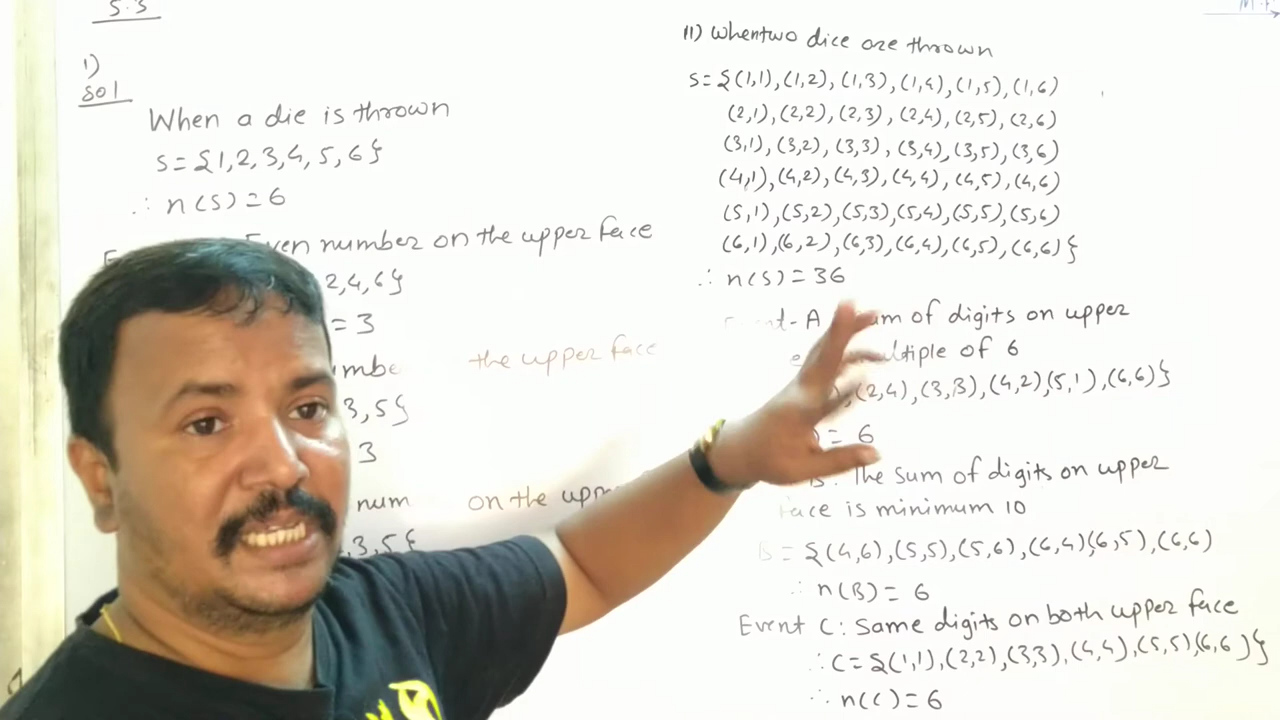 5.3
1)
sol
When a die is thrown
S={1,2,3,4,5,6}
∴ n(S)=6
Even number on the upper face
2,4,6}
=3
the upper face
3,5}
3
num on the
,3,5}
II) When two dice are thrown
S={(1,1),(1,2),(1,3),(1,4),(1,5),(1,6)
(2,1),(2,2),(2,3),(2,4),(2,5),(2,6)
(3,1),(3,2),(3,3),(3,4),(3,5),(3,6)
(4,1),(4,2),(4,3),(4,4),(4,5),(4,6)
(5,1),(5,2),(5,3),(5,4),(5,5),(5,6)
(6,1),(6,2),(6,3),(6,4),(6,5),(6,6)}
∴ n(S)=36
A of digits on upper
of 6
,(2,4),(3,3),(4,2),(5,1),(6,6)}
= 6
B: The sum of digits on upper
face is minimum 10
B={(4,6),(5,5),(5,6),(6,4)(6,5),(6,6)
∴ n(B)=6
Event C: Same digits on both upper face
∴ C={(1,1),(2,2),(3,3),(4,4),(5,5)(6,6)}
∴ n(C)=6